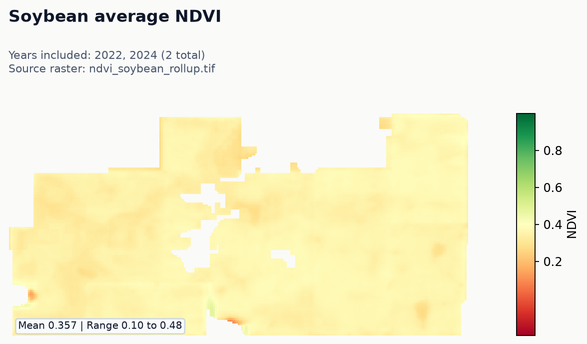 Soybean average NDVI
Years included: 2022, 2024 (2 total)
Source raster: ndvi_soybean_rollup.tif
0.8
0.6
0.4
0.2
NDVI
Mean 0.357 | Range 0.10 to 0.48